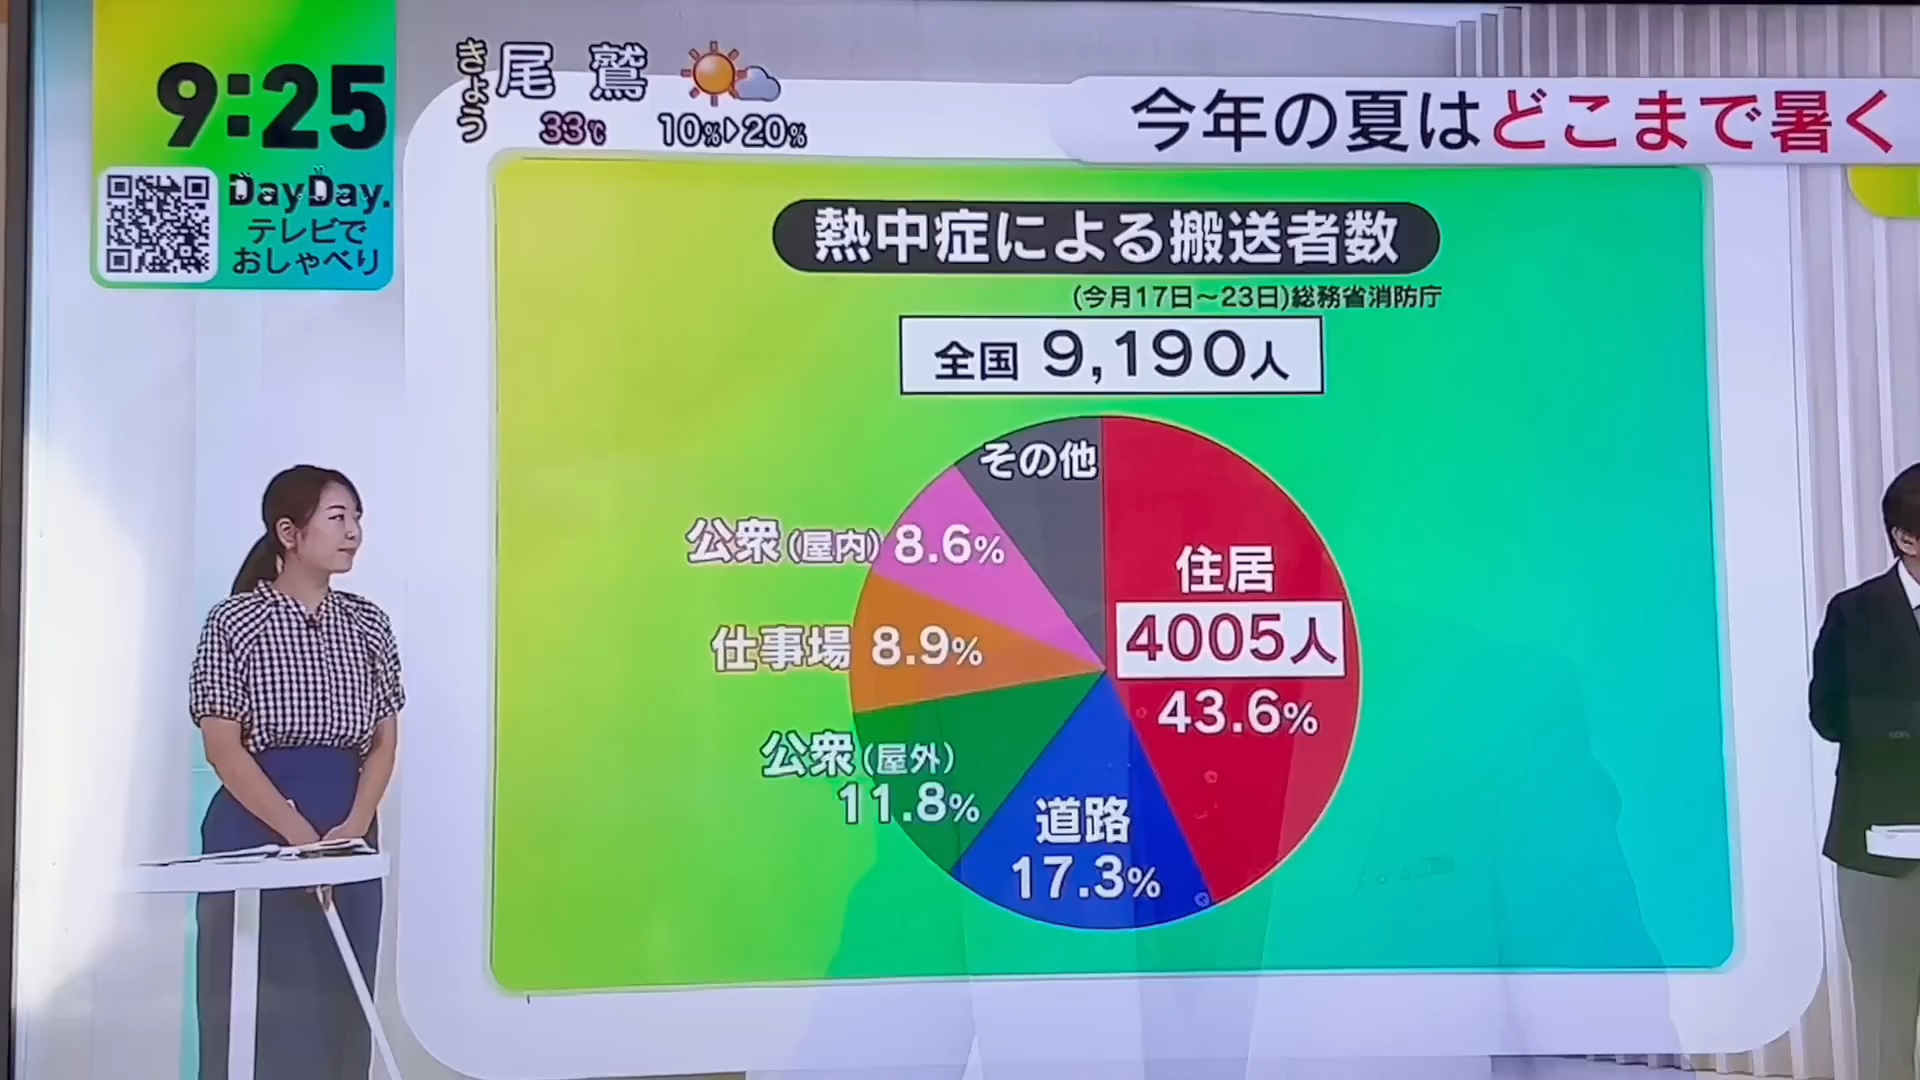 9:25
DayDay.
テレビで
おしゃべり
きょう
尾鷲
33℃ 10%▶20%
今年の夏はどこまで暑く
熱中症による搬送者数
(今月17日～23日)総務省消防庁
全国 9,190人
その他
公衆(屋内) 8.6%
住居
4005人
43.6%
仕事場 8.9%
公衆(屋外)
11.8%
道路
17.3%